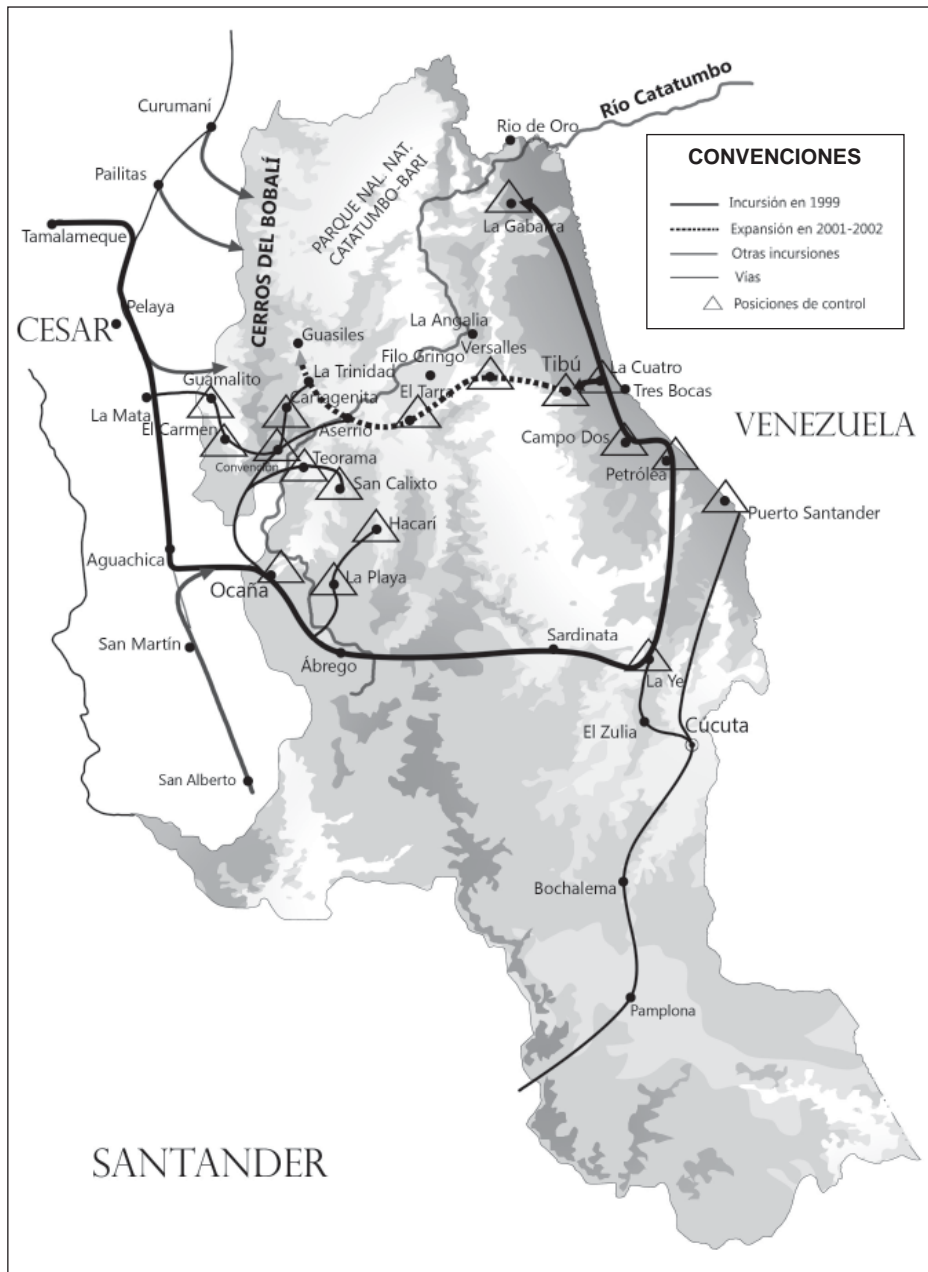 Río Catatumbo
Curumaní
Rio de Oro
CONVENCIONES
Incursión en 1999
Expansión en 2001-2002
Otras incursiones
Vías
Posiciones de control
Pailitas
CERROS DEL BOBALÍ
PARQUE NAL. NAT.
CATATUMBO-BARI
La Gabarra
Tamalameque
Pelaya
CESAR
Guasiles
La Angalia
Versalles
Filo Gringo
Tibú
La Cuatro
La Trinidad
Guamalito
Cartagenita
El Tarra
Tres Bocas
La Mata
El Carmen
Aserrio
VENEZUELA
Convención
Teorama
Campo Dos
Petrólea
San Calixto
Hacarí
Puerto Santander
Aguachica
Ocaña
La Playa
San Martín
Ábrego
Sardinata
La Ye
El Zulia
Cúcuta
San Alberto
Bochalema
Pamplona
SANTANDER